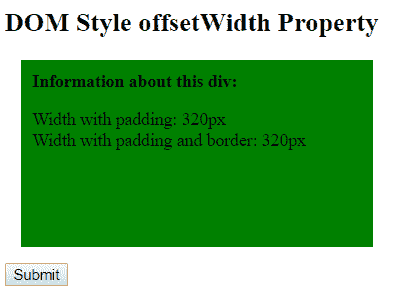 DOM Style offsetWidth Property
Information about this div:
Width with padding: 320px
Width with padding and border: 320px
Submit